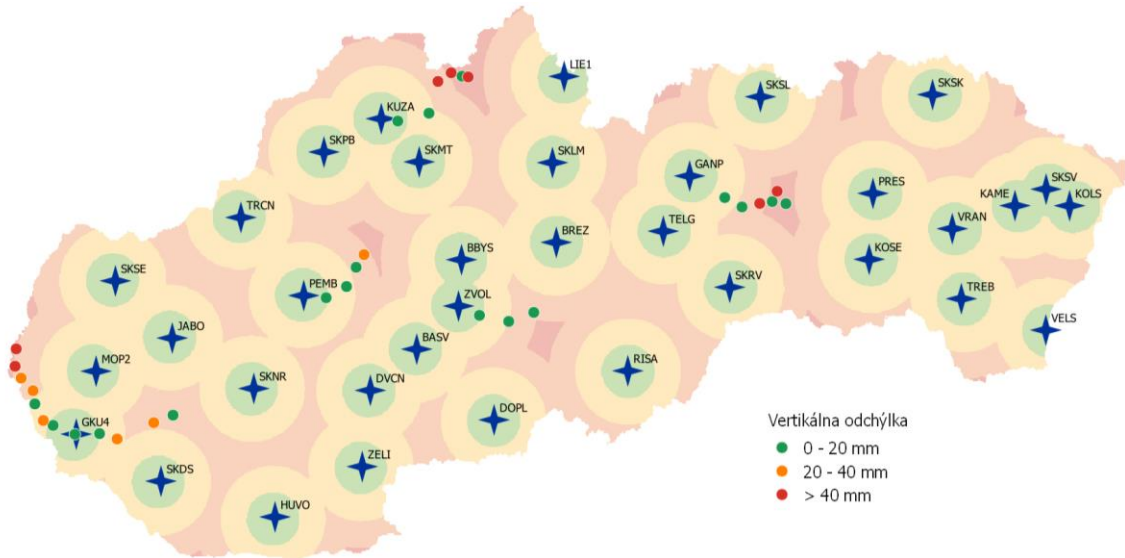 LIE1
SKSL
SKSK
KUZA
SKPB
SKMT
SKLM
GANP
PRES
SKSV
KAME
KOLS
TRCN
TELG
VRAN
BREZ
BBYS
KOSE
SKSE
PEMB
SKRV
ZVOL
TREB
JABO
VELS
BASV
MOP2
RISA
SKNR
DVCN
DOPL
GKU4
Vertikálna odchýlka
0 - 20 mm
ZELI
SKDS
20 - 40 mm
> 40 mm
HUVO